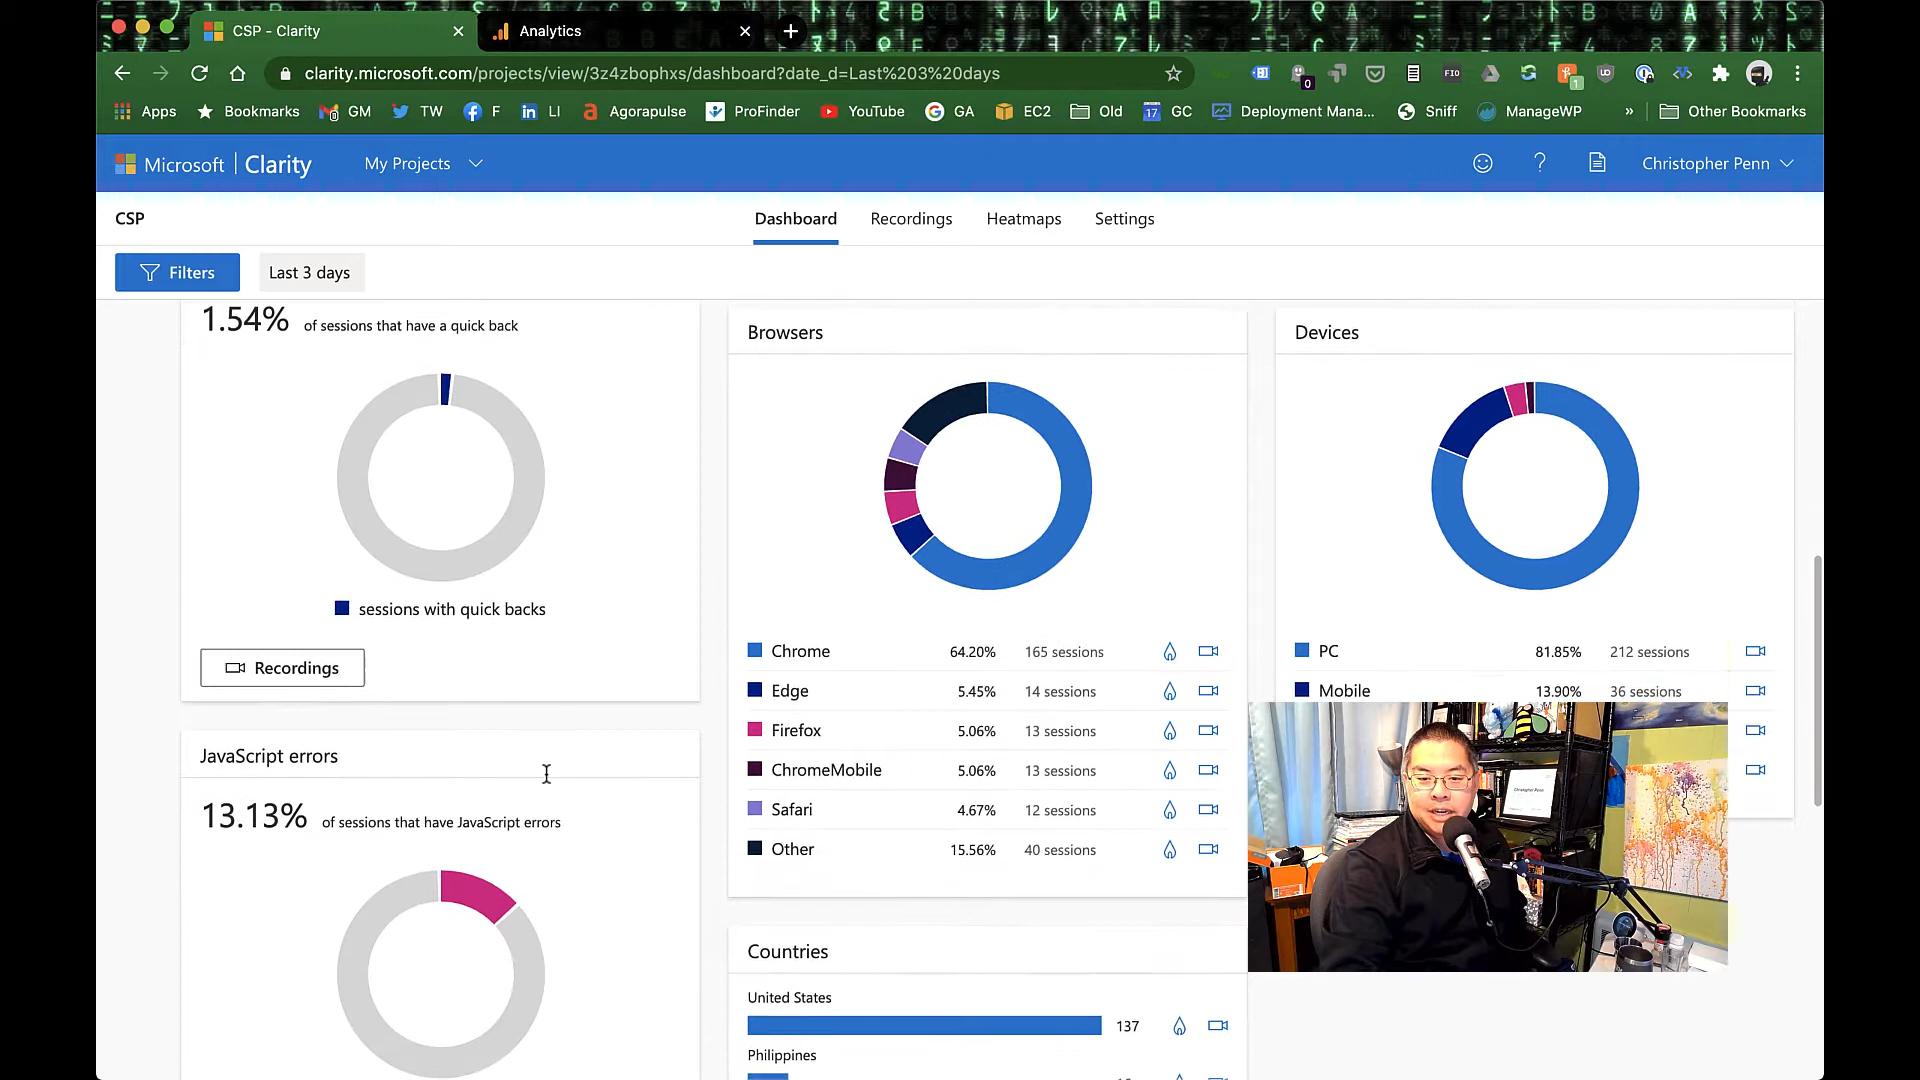 CSP - Clarity
Analytics
clarity.microsoft.com/projects/view/3z4zbophxs/dashboard?date_d=Last%203%20days
0
FIO
1
Apps
Bookmarks
GM
TW
F
LI
Agorapulse
ProFinder
YouTube
GA
EC2
Old
17
GC
Deployment Mana...
Sniff
ManageWP
»
Other Bookmarks
Microsoft | Clarity
My Projects
Christopher Penn
CSP
Dashboard
Recordings
Heatmaps
Settings
Filters
Last 3 days
1.54% of sessions that have a quick back
sessions with quick backs
Recordings
JavaScript errors
13.13% of sessions that have JavaScript errors
Browsers
Chrome 64.20% 165 sessions
Edge 5.45% 14 sessions
Firefox 5.06% 13 sessions
ChromeMobile 5.06% 13 sessions
Safari 4.67% 12 sessions
Other 15.56% 40 sessions
Countries
United States
137
Philippines
Devices
PC 81.85% 212 sessions
Mobile 13.90% 36 sessions
Christopher Penn